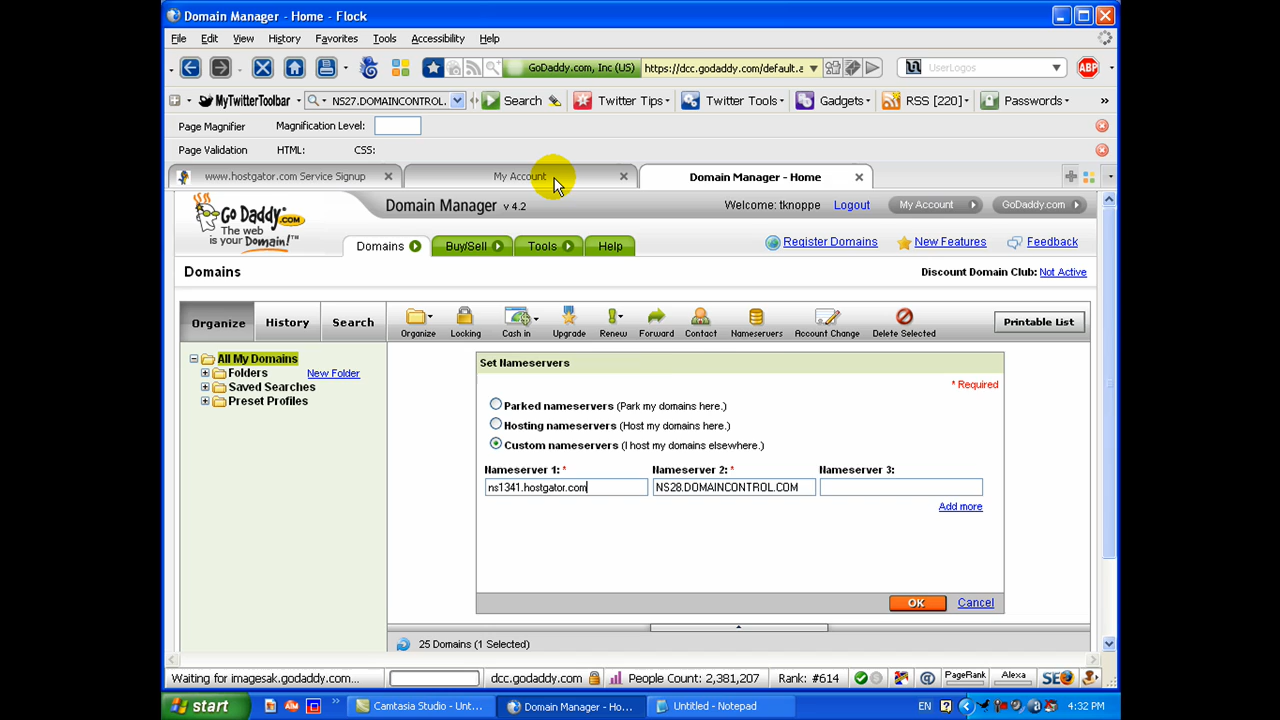 Domain Manager - Home - Flock
File Edit View History Favorites Tools Accessibility Help
GoDaddy.com, Inc (US) https://dcc.godaddy.com/default.a UserLogos ABP
MyTwitterToolbar NS27.DOMAINCONTROL. Search Twitter Tips Twitter Tools Gadgets RSS [220] Passwords
Page Magnifier Magnification Level:
Page Validation HTML: CSS:
www.hostgator.com Service Signup My Account Domain Manager - Home
Go Daddy.com
The web
is your Domain!™
Domain Manager v 4.2
Welcome: tknoppe Logout My Account GoDaddy.com
Domains Buy/Sell Tools Help
Register Domains New Features Feedback
Domains
Discount Domain Club: Not Active
Organize History Search
Organize Locking Cash in Upgrade Renew Forward Contact Nameservers Account Change Delete Selected
Printable List
All My Domains
Folders New Folder
Saved Searches
Preset Profiles
Set Nameservers
* Required
Parked nameservers (Park my domains here.)
Hosting nameservers (Host my domains here.)
Custom nameservers (I host my domains elsewhere.)
Nameserver 1: * Nameserver 2: * Nameserver 3:
ns1341.hostgator.com NS28.DOMAINCONTROL.COM
Add more
OK Cancel
25 Domains (1 Selected)
Waiting for imagesak.godaddy.com... dcc.godaddy.com People Count: 2,381,207 Rank: #614 PageRank Alexa SEO
start Camtasia Studio - Unt... Domain Manager - Ho... Untitled - Notepad EN 4:32 PM